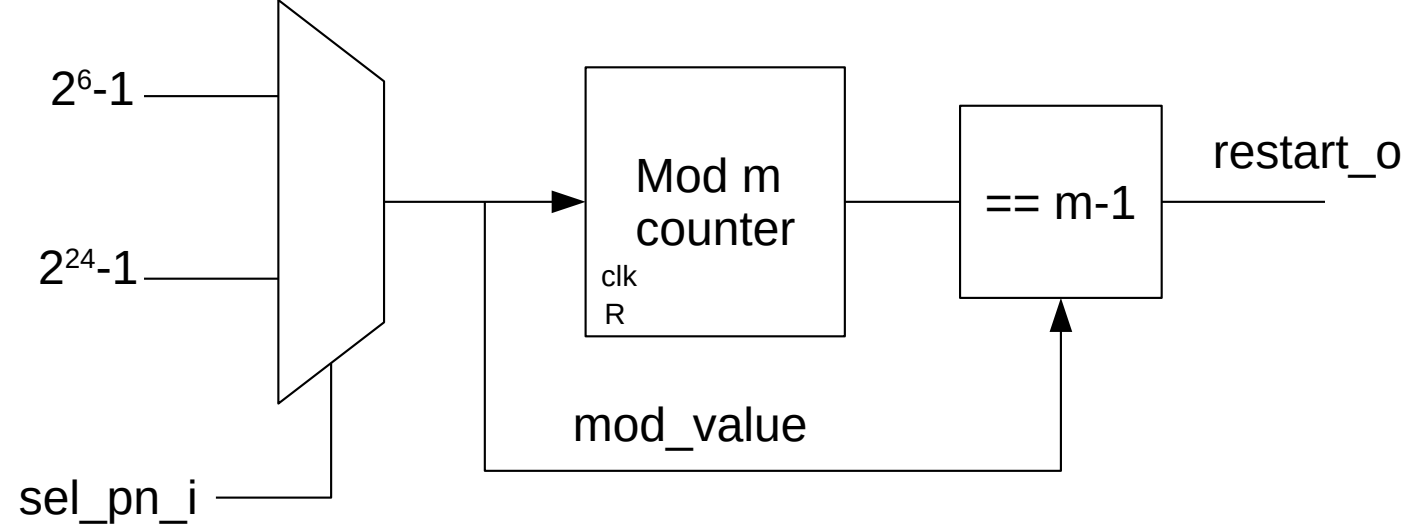 2⁶-1
2²⁴-1
sel_pn_i
Mod m
counter
clk
R
mod_value
== m-1
restart_o